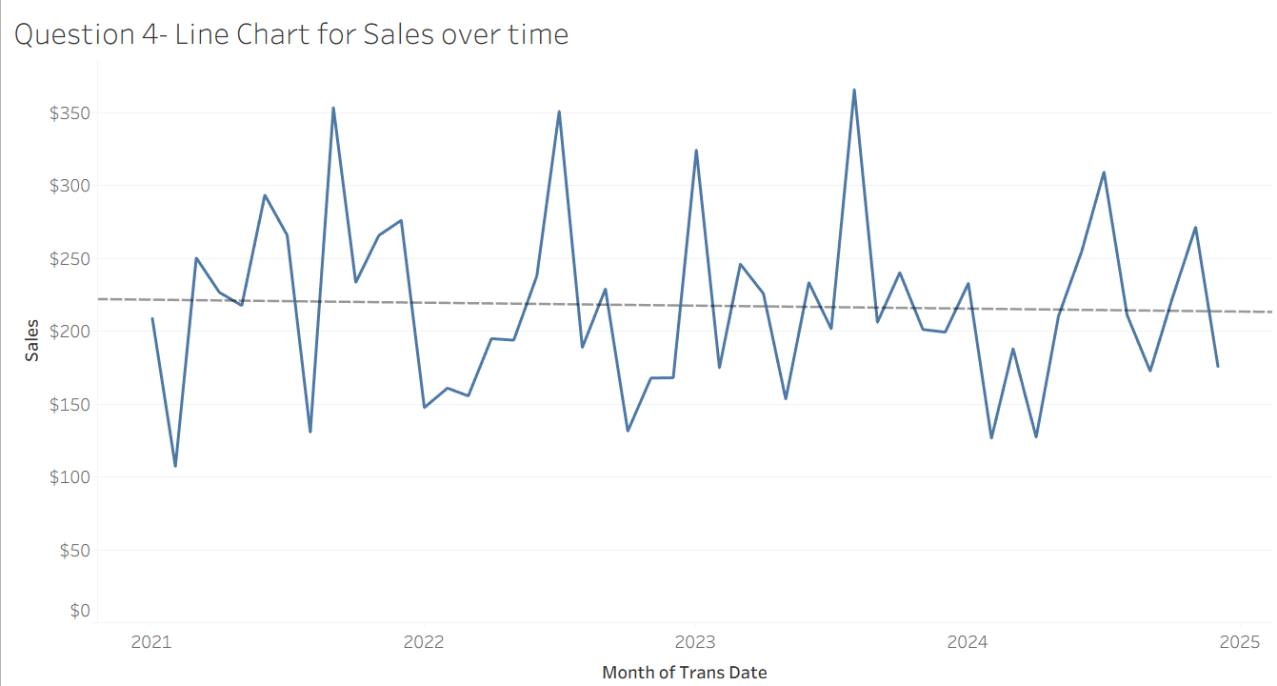 Question 4- Line Chart for Sales over time
$350
$300
$250
$200
$150
$100
$50
$0
Sales
2021 2022 2023 2024 2025
Month of Trans Date